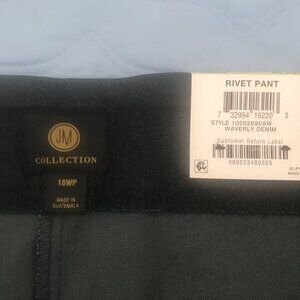 JM
COLLECTION
18WP
MADE IN
GUATEMALA
RIVET PANT
7 32994 16220 3
STYLE 100026909W
WAVERLY DENIM
Customer Return Label
080023480520